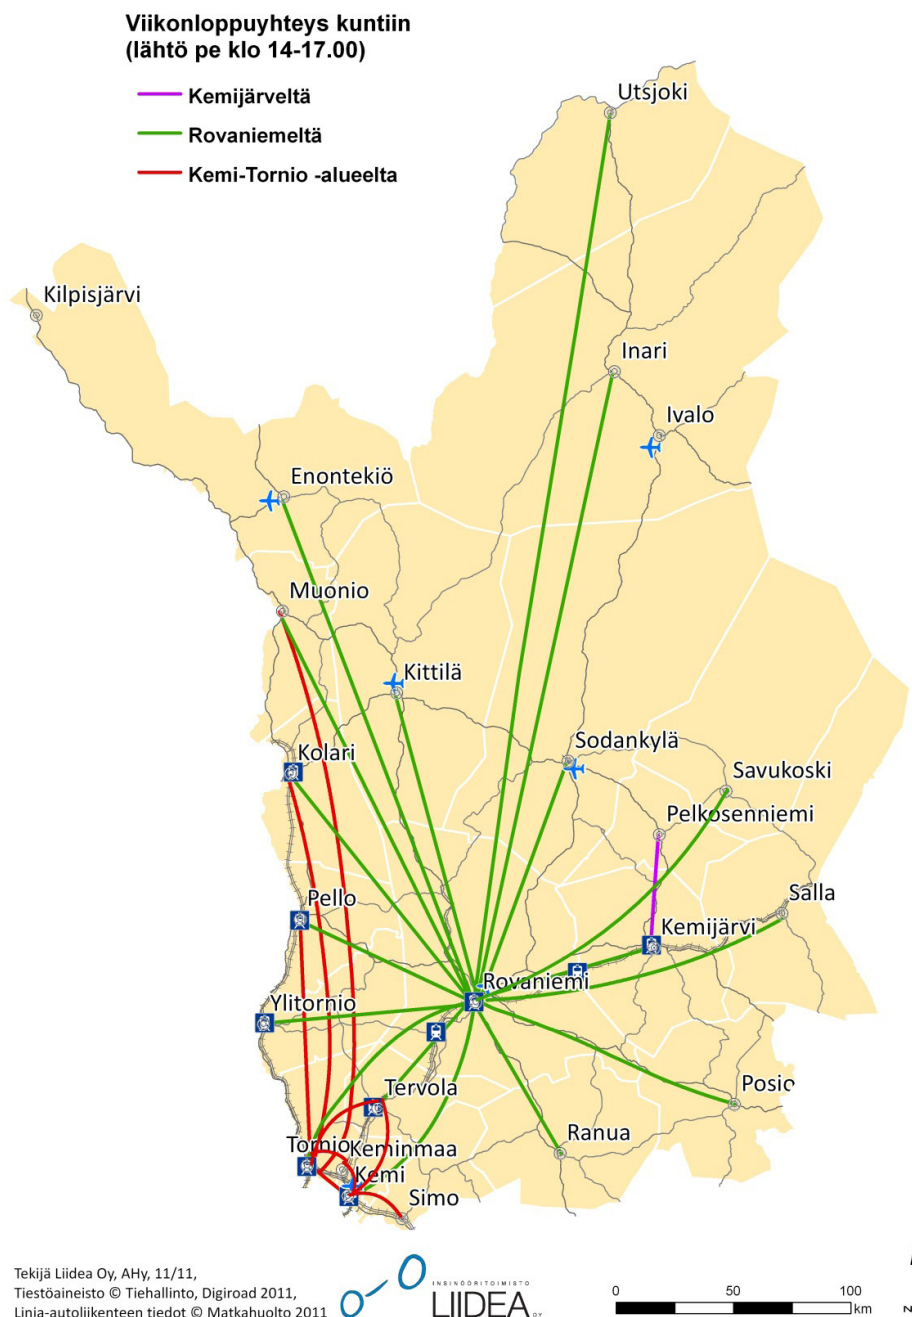 Viikonloppuyhteys kuntiin
(lähtö pe klo 14-17.00)
Kemijärveltä
Rovaniemeltä
Kemi-Tornio -alueelta
Utsjoki
Kilpisjärvi
Inari
Ivalo
Enontekiö
Muonio
Kittilä
Kolari
Sodankylä
Savukoski
Pelkosenniemi
Pello
Salla
Kemijärvi
Rovaniemi
Ylitornio
Tervola
Posio
Ranua
Tornio
Keminmaa
Kemi
Simo
Tekijä Liidea Oy, AHy, 11/11,
Tiestöaineisto © Tiehallinto, Digiroad 2011,
Linja-autoliikenteen tiedot © Matkahuolto 2011
INSINÖÖRITOIMISTO
LIIDEA OY
0 50 100
km
z